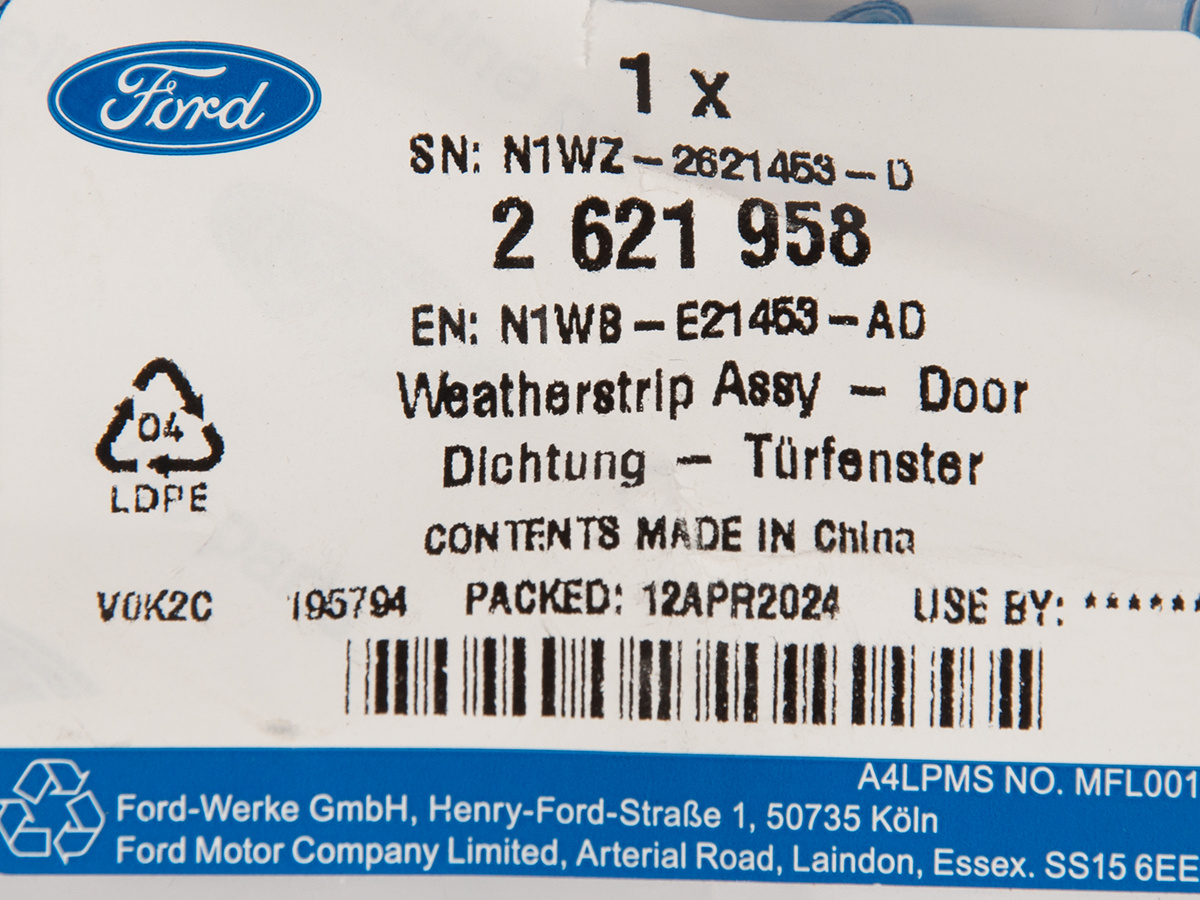 Ford
1 x
SN: N1WZ-2621453-D
2 621 958
EN: N1WB-E21453-AD
Weatherstrip Assy - Door
Dichtung - Türfenster
04
LDPE
CONTENTS MADE IN China
V0K2C 195794 PACKED: 12APR2024 USE BY: ******
A4LPMS NO. MFL001
Ford-Werke GmbH, Henry-Ford-Straße 1, 50735 Köln
Ford Motor Company Limited, Arterial Road, Laindon, Essex. SS15 6EE